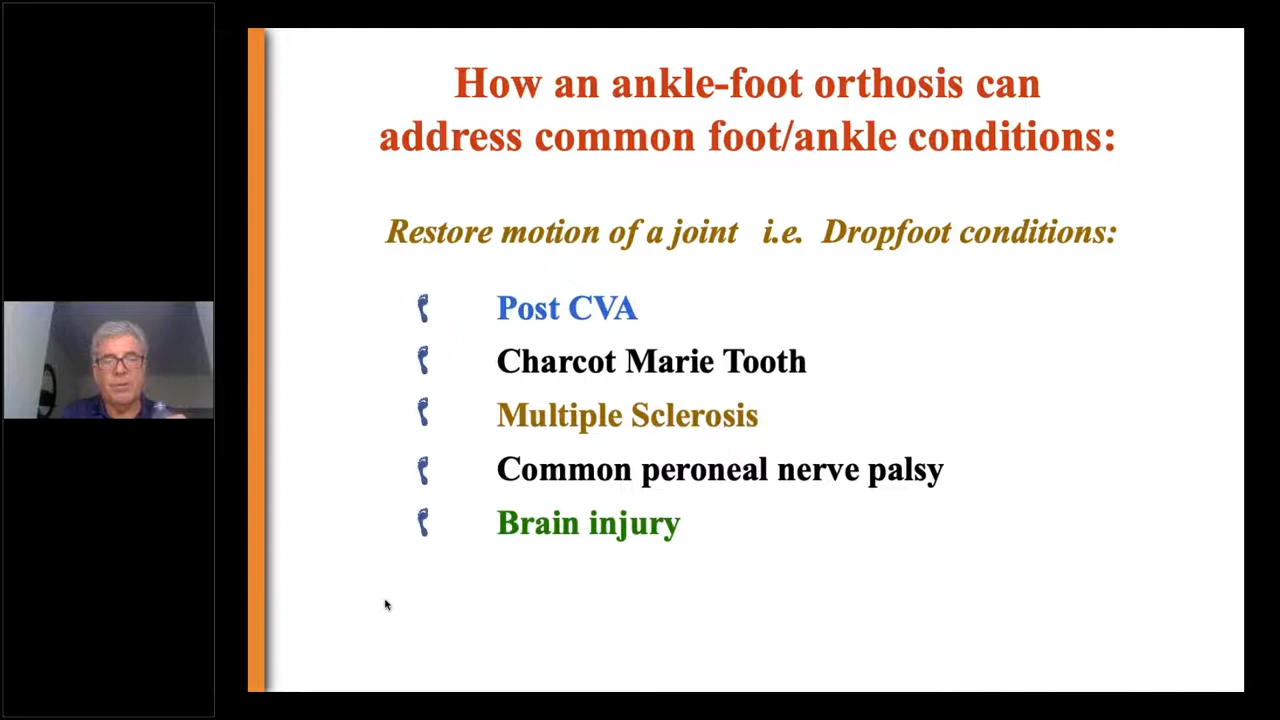 How an ankle-foot orthosis can
address common foot/ankle conditions:
Restore motion of a joint i.e. Dropfoot conditions:
Post CVA
Charcot Marie Tooth
Multiple Sclerosis
Common peroneal nerve palsy
Brain injury